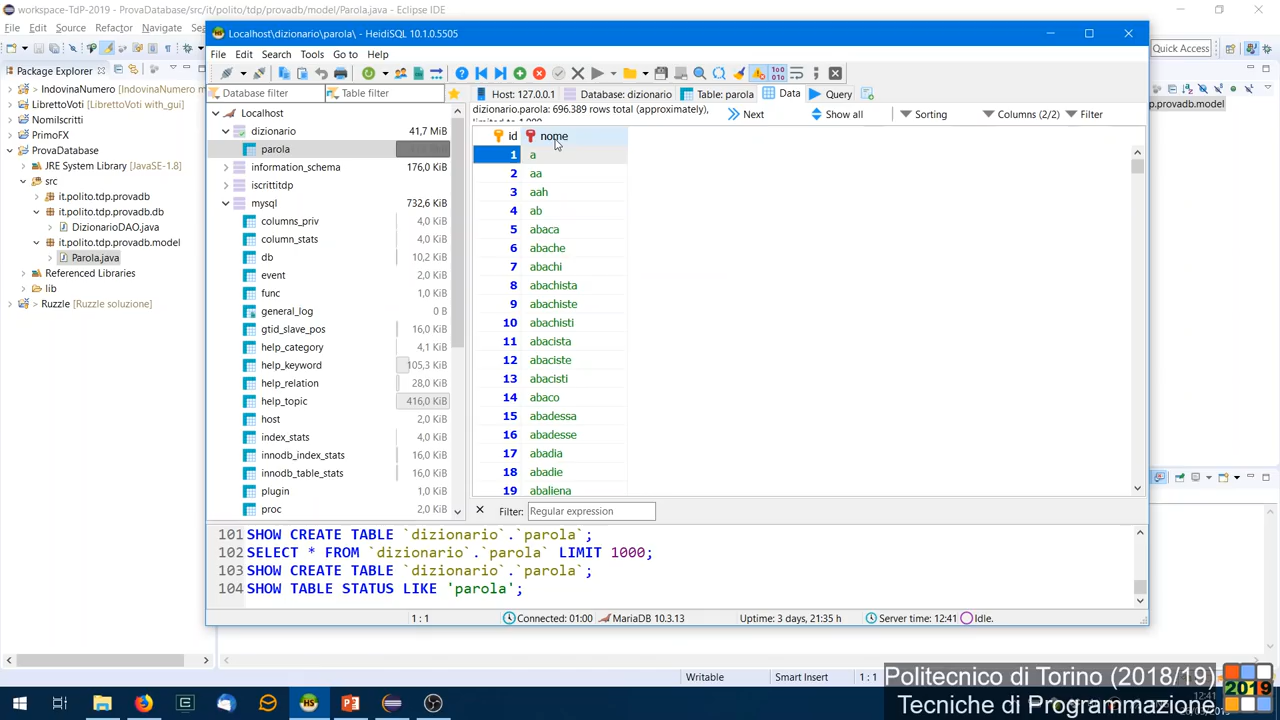 workspace-TdP - ProvaDatabase/src/it/polito/tdp/provadb/model/Parola.java - Eclipse IDE
File Edit Source Refactor Navigate
Quick Access
Package Explorer
IndovinaNumero
LibrettoVoti [LibrettoVoti with_gui]
NomiIscritti
PrimoFX
ProvaDatabase
JRE System Library [JavaSE-1.8]
src
it.polito.tdp.provadb
it.polito.tdp.provadb.db
DizionarioDAO.java
it.polito.tdp.provadb.model
Parola.java
Referenced Libraries
lib
> Ruzzle [Ruzzle soluzione]
p.provadb.model
Localhost\dizionario\parola\ - HeidiSQL 10.1.0.5505
File Edit Search Tools Go to Help
Database filter Table filter
Host: 127.0.0.1 Database: dizionario Table: parola Data Query
Localhost
dizionario 41,7 MiB
parola
information_schema 176,0 KiB
iscrittitdp
mysql 732,6 KiB
columns_priv 4,0 KiB
column_stats 4,0 KiB
db 10,2 KiB
event 2,0 KiB
func 1,0 KiB
general_log 0 B
gtid_slave_pos 16,0 KiB
help_category 4,1 KiB
help_keyword 105,3 KiB
help_relation 28,0 KiB
help_topic 416,0 KiB
host 2,0 KiB
index_stats 4,0 KiB
innodb_index_stats 16,0 KiB
innodb_table_stats 16,0 KiB
plugin 1,0 KiB
proc 2,0 KiB
dizionario.parola: 696.389 rows total (approximately),
limited to 1.000
Next Show all Sorting Columns (2/2) Filter
id nome
1 a
2 aa
3 aah
4 ab
5 abaca
6 abache
7 abachi
8 abachista
9 abachiste
10 abachisti
11 abacista
12 abaciste
13 abacisti
14 abaco
15 abadessa
16 abadesse
17 abadia
18 abadie
19 abaliena
Filter: Regular expression
101 SHOW CREATE TABLE `dizionario`.`parola`;
102 SELECT * FROM `dizionario`.`parola` LIMIT 1000;
103 SHOW CREATE TABLE `dizionario`.`parola`;
104 SHOW TABLE STATUS LIKE 'parola';
1 : 1 Connected: 01:00 MariaDB 10.3.13 Uptime: 3 days, 21:35 h Server time: 12:41 Idle.
Writable Smart Insert 1 : 1
Politecnico di Torino (2018/19)
Tecniche di Programmazione
2019
12:41